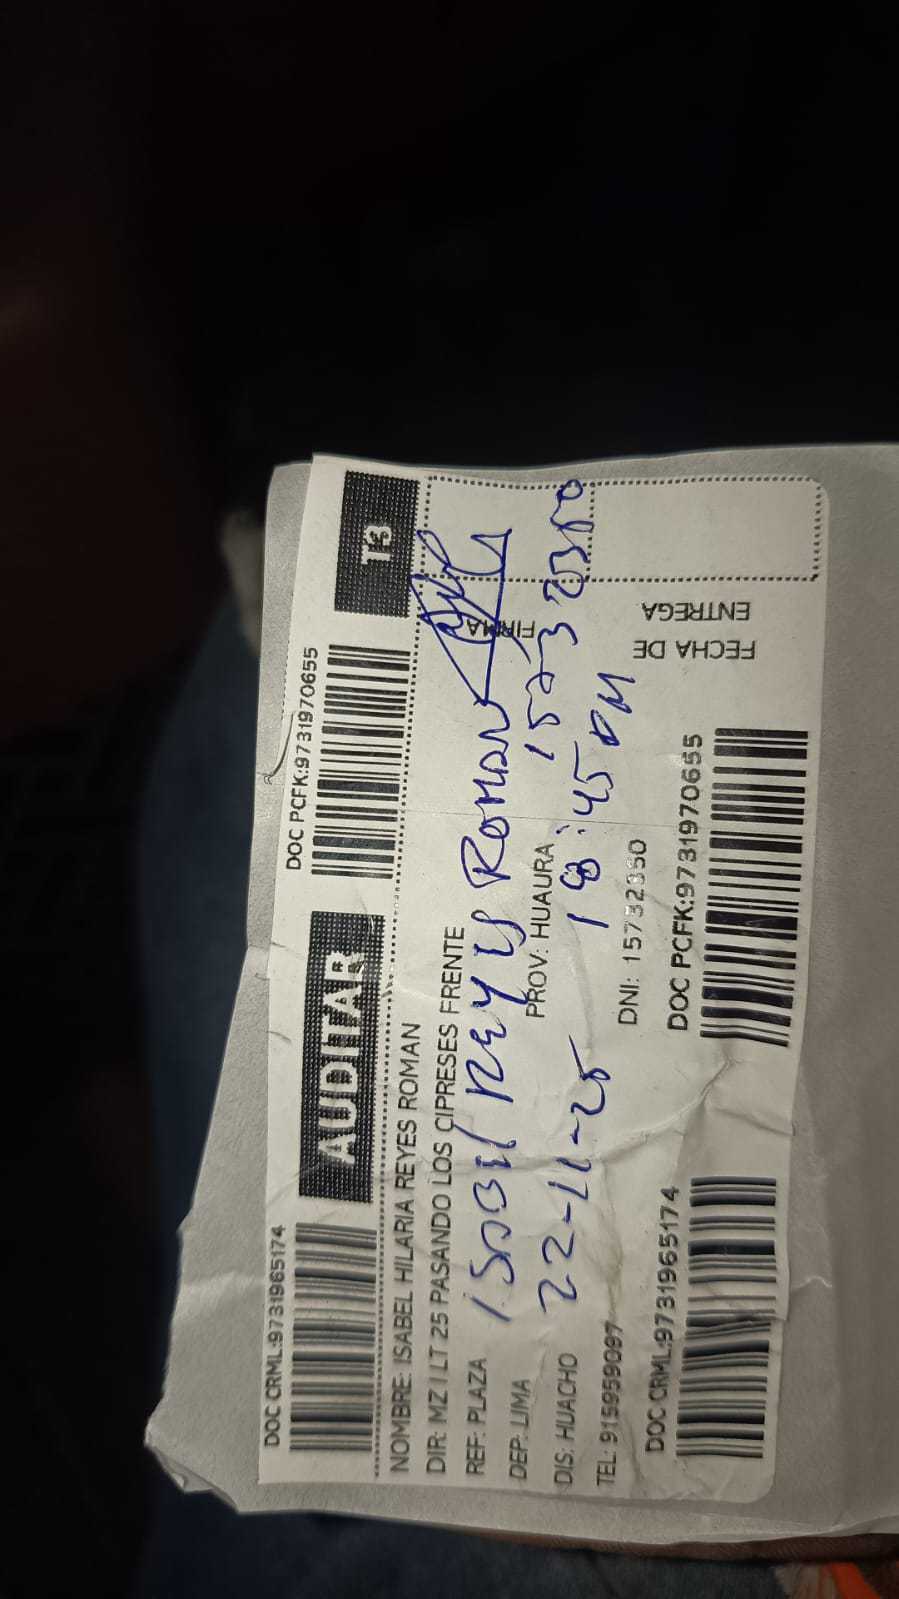 DOC CRML:9731965174
AUDITAR
DOC PCFK:9731970655
T3
NOMBRE: ISABEL HILARIA REYES ROMAN
DIR: MZ I LT 25 PASANDO LOS CIPRESES FRENTE
REF: PLAZA
ISABEL REYES ROMAN
FIRMA
DEP: LIMA
PROV: HUAURA
DIS: HUACHO
22-11-25
18:45 PM
TEL: 915959097
DNI: 15732350
FECHA DE
ENTREGA
DOC CRML:9731965174
DOC PCFK:9731970655